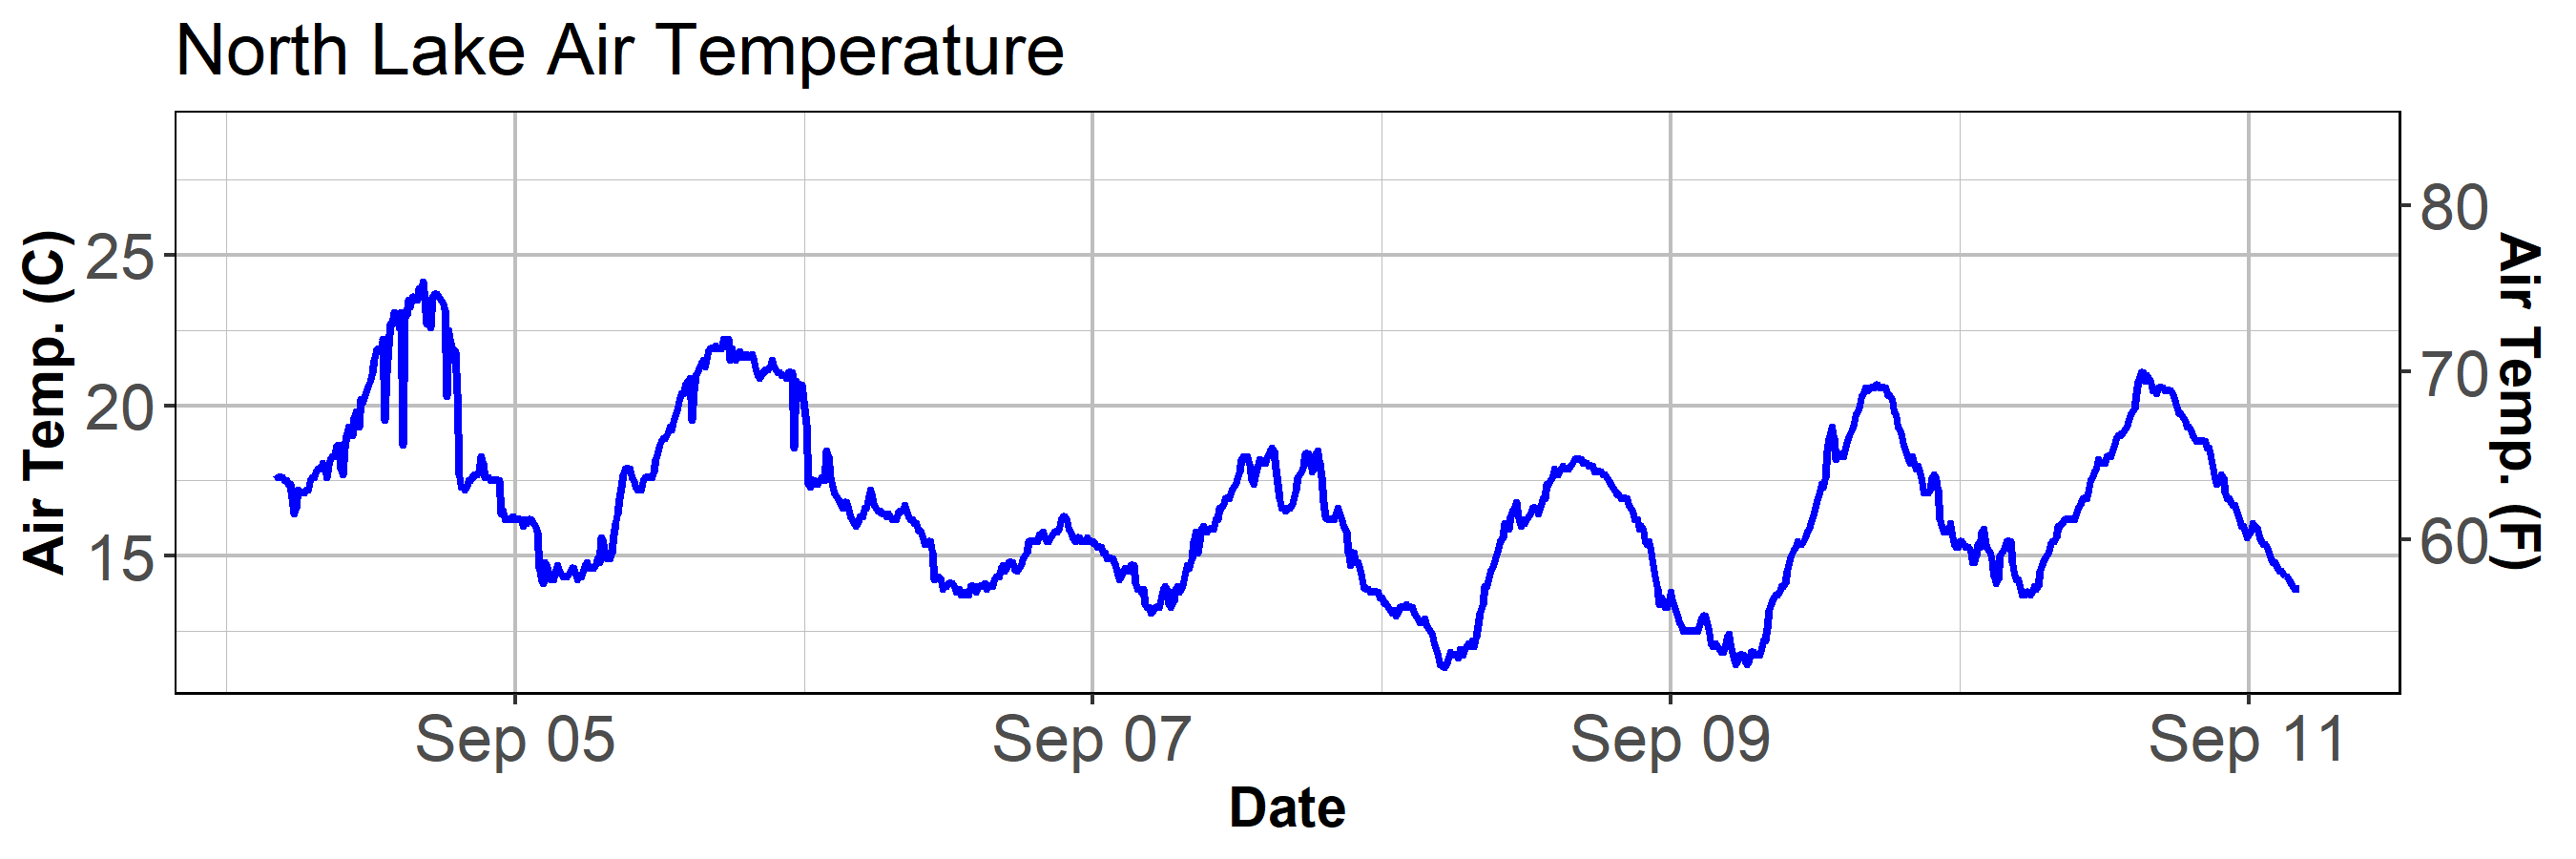 North Lake Air Temperature
Air Temp. (C)
25
20
15
80
70
60
Air Temp. (F)
Sep 05
Sep 07
Sep 09
Sep 11
Date